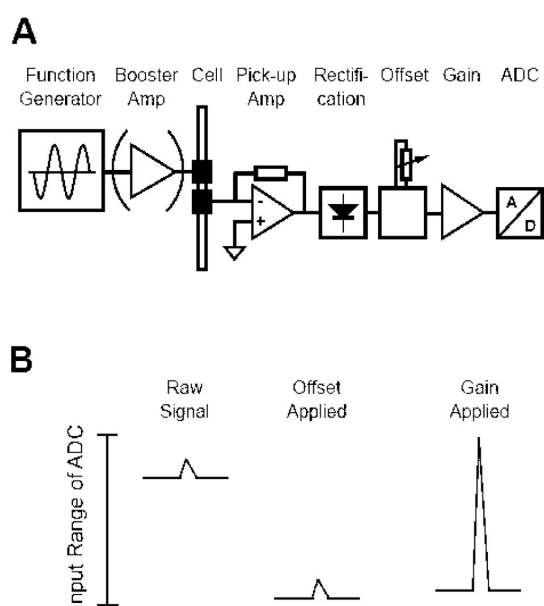 A
Function Generator
Booster Amp
Cell
Pick-up Amp
Rectifi-cation
Offset
Gain
ADC
-
+
A
D
B
Raw Signal
Offset Applied
Gain Applied
nput Range of ADC